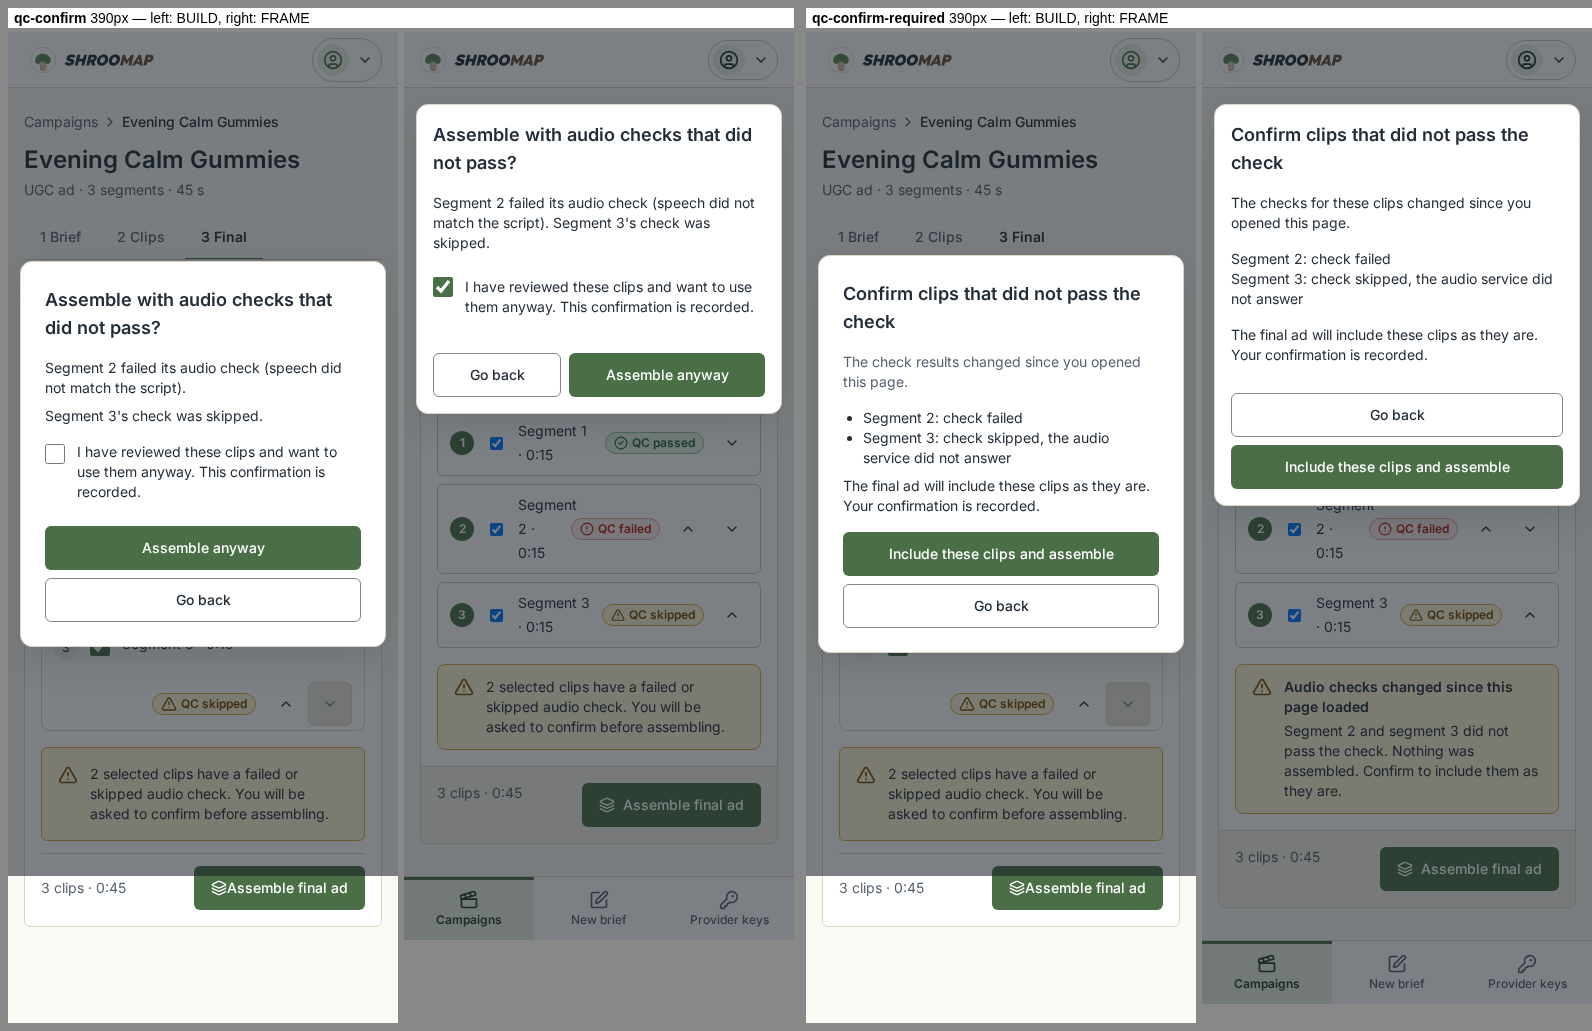 qc-confirm 390px — left: BUILD, right: FRAME
SHROOMAP
Campaigns > Evening Calm Gummies
Evening Calm Gummies
UGC ad · 3 segments · 45 s
1 Brief 2 Clips 3 Final
Assemble with audio checks that
did not pass?
Segment 2 failed its audio check (speech did
not match the script).
Segment 3's check was skipped.
I have reviewed these clips and want to
use them anyway. This confirmation is
recorded.
Assemble anyway
Go back
QC skipped
2 selected clips have a failed or
skipped audio check. You will be
asked to confirm before assembling.
3 clips · 0:45
Assemble final ad
SHROOMAP
Assemble with audio checks that did
not pass?
Segment 2 failed its audio check (speech did not
match the script). Segment 3's check was
skipped.
I have reviewed these clips and want to use
them anyway. This confirmation is recorded.
Go back
Assemble anyway
1 Segment 1
· 0:15
QC passed
2 Segment
2 ·
0:15
QC failed
3 Segment 3
· 0:15
QC skipped
2 selected clips have a failed or
skipped audio check. You will be
asked to confirm before assembling.
3 clips · 0:45
Assemble final ad
Campaigns
New brief
Provider keys
qc-confirm-required 390px — left: BUILD, right: FRAME
SHROOMAP
Campaigns > Evening Calm Gummies
Evening Calm Gummies
UGC ad · 3 segments · 45 s
1 Brief 2 Clips 3 Final
Confirm clips that did not pass the
check
The check results changed since you opened
this page.
• Segment 2: check failed
• Segment 3: check skipped, the audio
service did not answer
The final ad will include these clips as they are.
Your confirmation is recorded.
Include these clips and assemble
Go back
QC skipped
2 selected clips have a failed or
skipped audio check. You will be
asked to confirm before assembling.
3 clips · 0:45
Assemble final ad
SHROOMAP
Confirm clips that did not pass the
check
The checks for these clips changed since you
opened this page.
Segment 2: check failed
Segment 3: check skipped, the audio service did
not answer
The final ad will include these clips as they are.
Your confirmation is recorded.
Go back
Include these clips and assemble
2 2 ·
0:15
QC failed
3 Segment 3
· 0:15
QC skipped
Audio checks changed since this
page loaded
Segment 2 and segment 3 did not
pass the check. Nothing was
assembled. Confirm to include them as
they are.
3 clips · 0:45
Assemble final ad
Campaigns
New brief
Provider keys